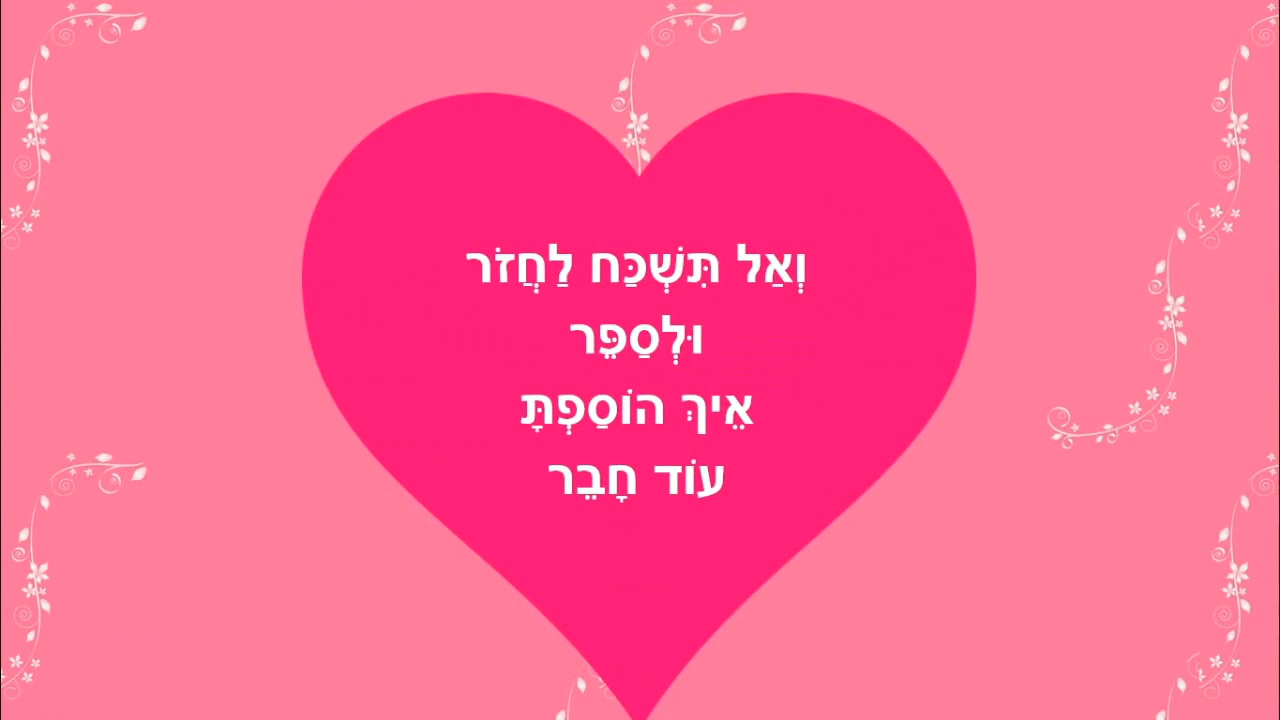 וְאַל תִּשְׁכַּח לַחֲזֹר
וּלְסַפֵּר
אֵיךְ הוֹסַפְתָּ
עוֹד חָבֵר